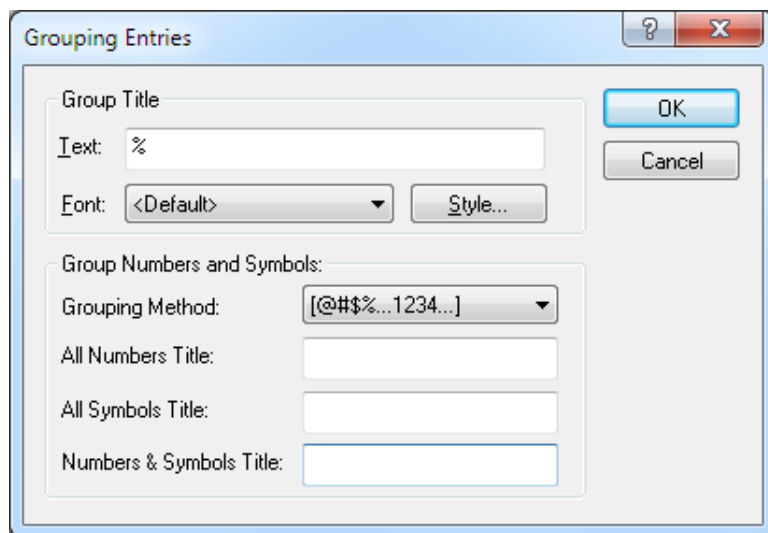 Grouping Entries
?
Group Title
OK
Text: %
Cancel
Font: <Default> Style...
Group Numbers and Symbols:
Grouping Method: [@#$%...1234...]
All Numbers Title:
All Symbols Title:
Numbers & Symbols Title: